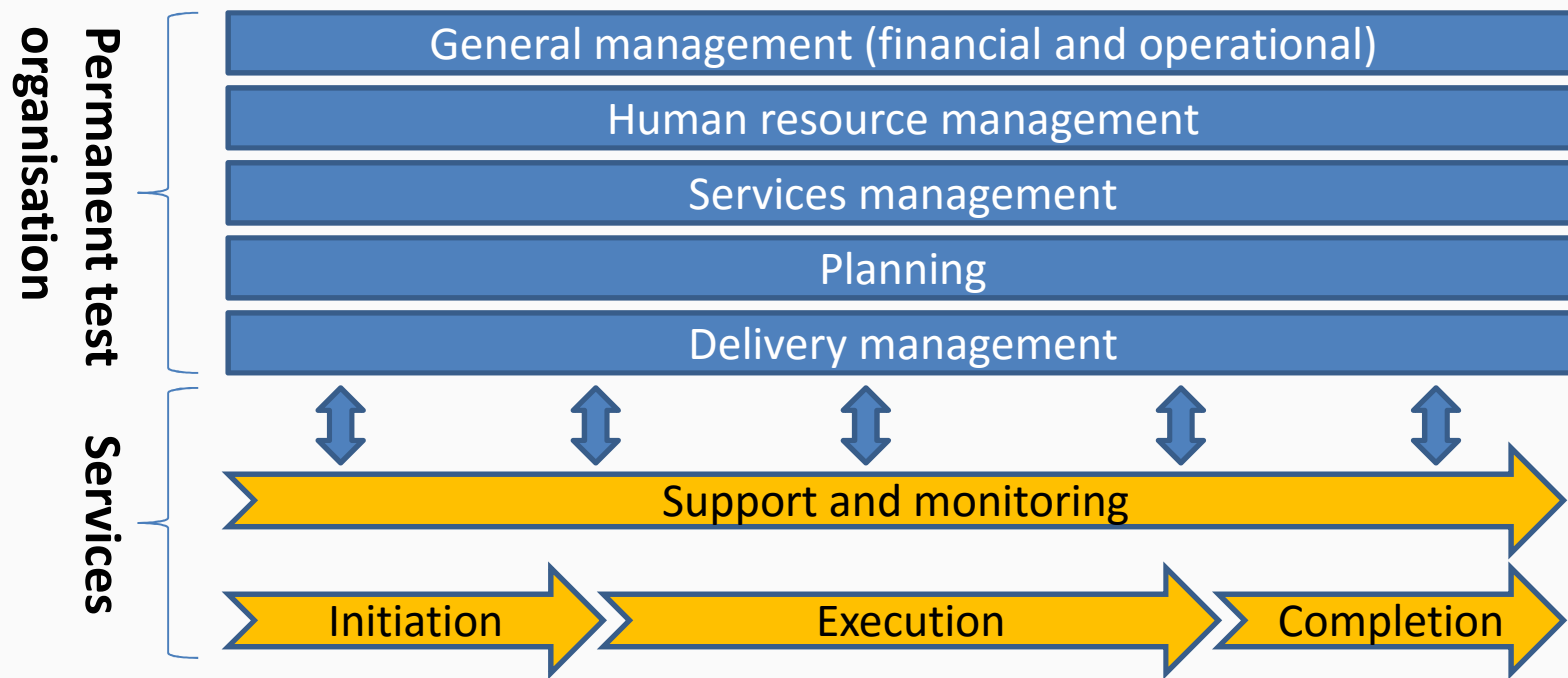 Permanent test
organisation
General management (financial and operational)
Human resource management
Services management
Planning
Delivery management
Services
Support and monitoring
Initiation
Execution
Completion